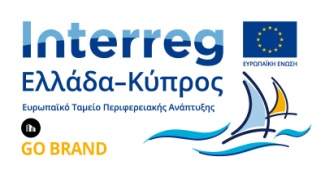 Interreg
ΕΥΡΩΠΑΪΚΗ ΕΝΩΣΗ
Ελλάδα–Κύπρος
Ευρωπαϊκό Ταμείο Περιφερειακής Ανάπτυξης
GO BRAND